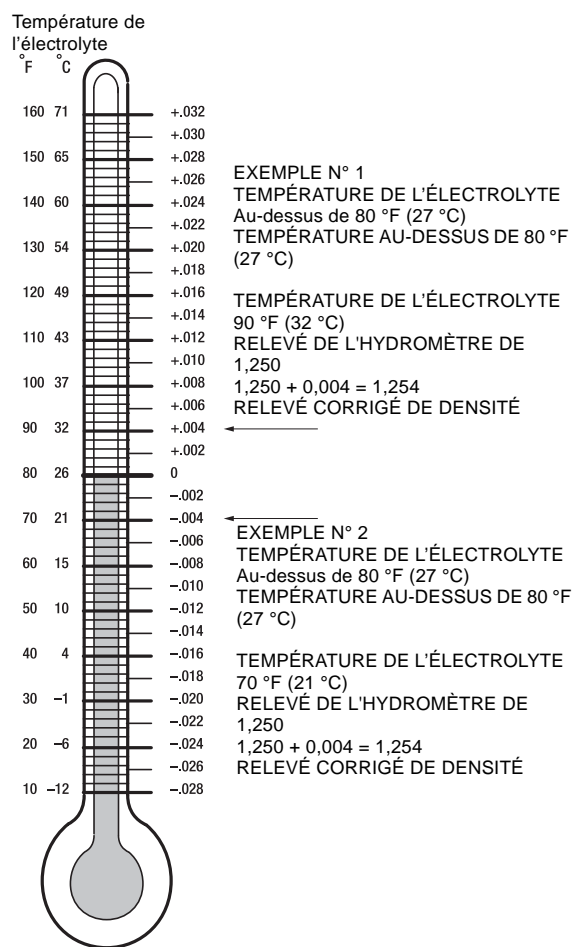 Température de
l'électrolyte
°F °C
160 71 +.032
+.030
150 65 +.028
+.026
140 60 +.024
+.022
130 54 +.020
+.018
120 49 +.016
+.014
110 43 +.012
+.010
100 37 +.008
+.006
90 32 +.004
+.002
80 26 0
–.002
70 21 –.004
–.006
60 15 –.008
–.010
50 10 –.012
–.014
40 4 –.016
–.018
30 –1 –.020
–.022
20 –6 –.024
–.026
10 –12 –.028
EXEMPLE N° 1
TEMPÉRATURE DE L'ÉLECTROLYTE
Au-dessus de 80 °F (27 °C)
TEMPÉRATURE AU-DESSUS DE 80 °F
(27 °C)
TEMPÉRATURE DE L'ÉLECTROLYTE
90 °F (32 °C)
RELEVÉ DE L'HYDROMÈTRE DE
1,250
1,250 + 0,004 = 1,254
RELEVÉ CORRIGÉ DE DENSITÉ
EXEMPLE N° 2
TEMPÉRATURE DE L'ÉLECTROLYTE
Au-dessus de 80 °F (27 °C)
TEMPÉRATURE AU-DESSUS DE 80 °F
(27 °C)
TEMPÉRATURE DE L'ÉLECTROLYTE
70 °F (21 °C)
RELEVÉ DE L'HYDROMÈTRE DE
1,250
1,250 + 0,004 = 1,254
RELEVÉ CORRIGÉ DE DENSITÉ